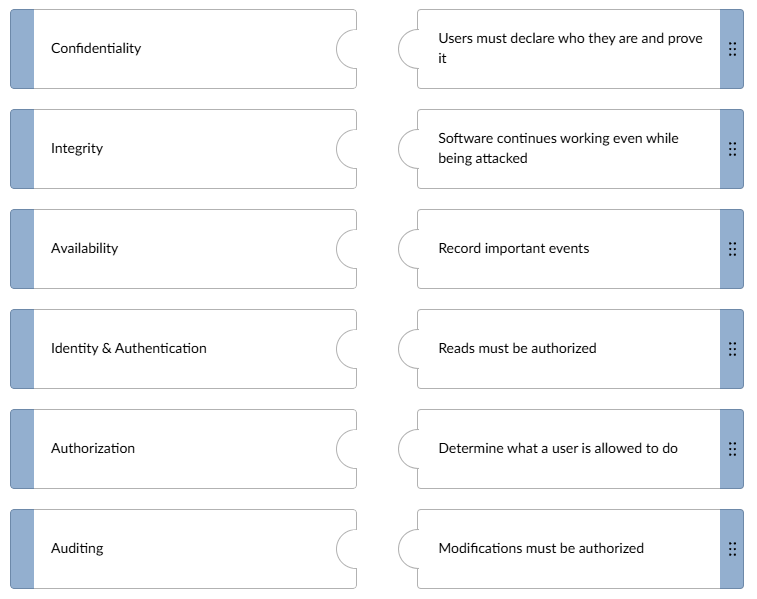 Confidentiality
Users must declare who they are and prove
it
Integrity
Software continues working even while
being attacked
Availability
Record important events
Identity & Authentication
Reads must be authorized
Authorization
Determine what a user is allowed to do
Auditing
Modifications must be authorized